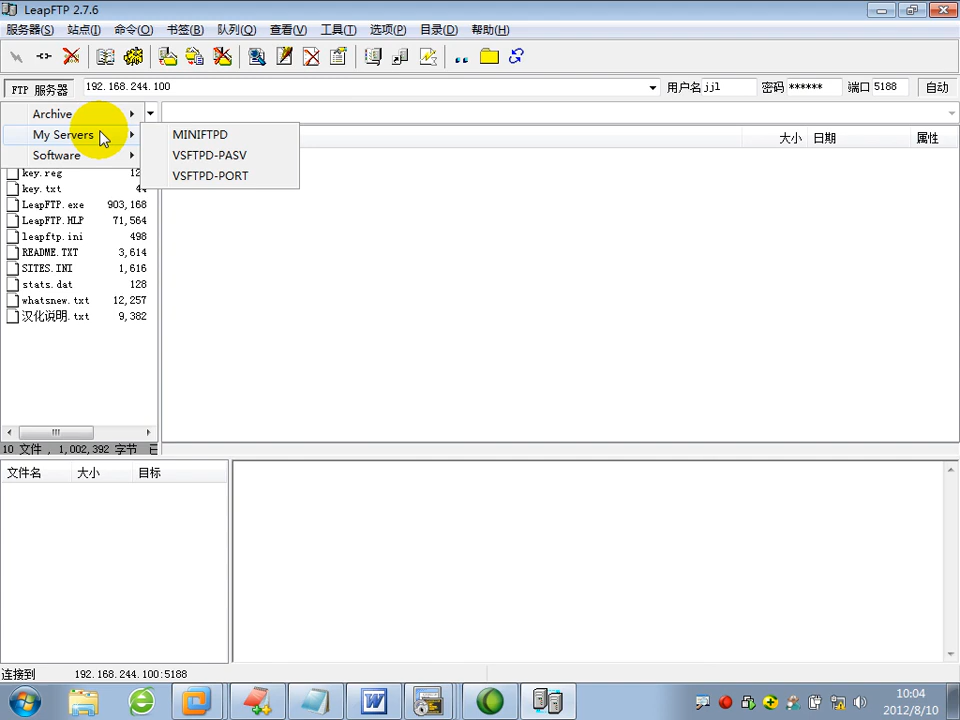 LeapFTP 2.7.6
服务器(S) 站点(I) 命令(O) 书签(B) 队列(Q) 查看(V) 工具(T) 选项(P) 目录(D) 帮助(H)
FTP 服务器 192.168.244.100 用户名 jjl 密码 ****** 端口 5188 自动
Archive
My Servers
Software
MINIFTPD
VSFTPD-PASV
VSFTPD-PORT
大小 日期 属性
key.reg 12
key.txt 44
LeapFTP.exe 903,168
LeapFTP.HLP 71,564
leapftp.ini 498
README.TXT 3,614
SITES.INI 1,616
stats.dat 128
whatsnew.txt 12,257
汉化说明.txt 9,382
10 文件 , 1,002,392 字节
文件名 大小 目标
连接到 192.168.244.100:5188
10:04
2012/8/10